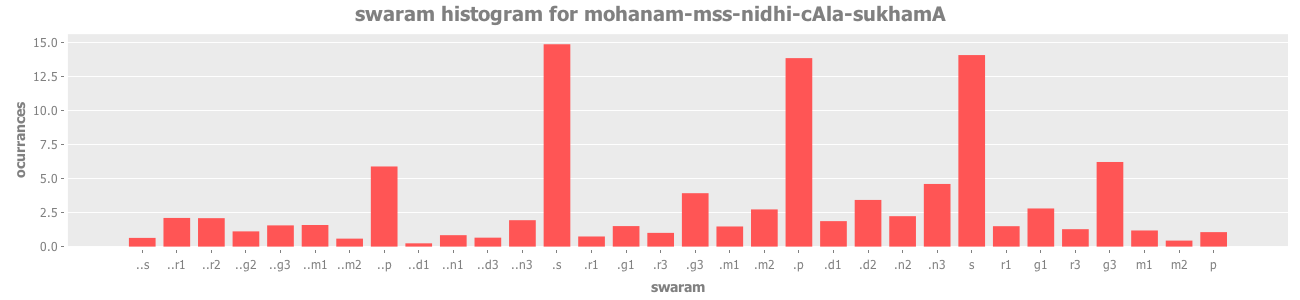 swaram histogram for mohanam-mss-nidhi-cAla-sukhamA
ocurrances
15.0
12.5
10.0
7.5
5.0
2.5
0.0
..s ..r1 ..r2 ..g2 ..g3 ..m1 ..m2 ..p ..d1 ..n1 ..d3 ..n3 .s .r1 .g1 .r3 .g3 .m1 .m2 .p .d1 .d2 .n2 .n3 s r1 g1 r3 g3 m1 m2 p
swaram